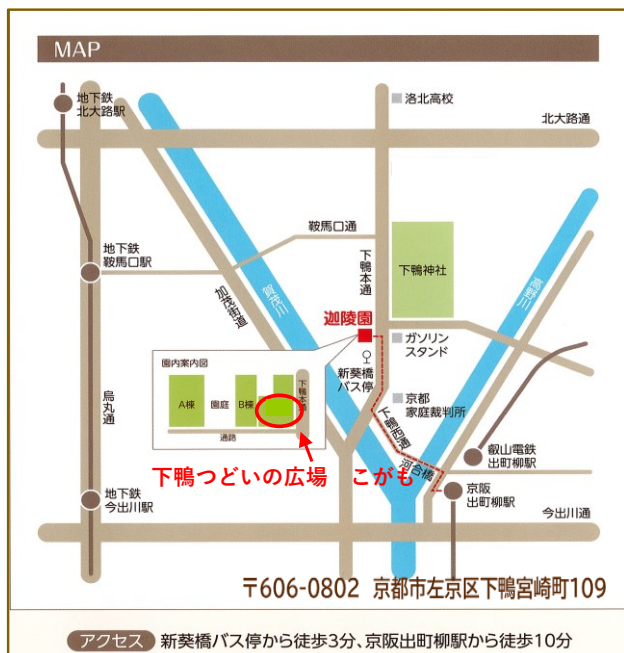 MAP
地下鉄
北大路駅
洛北高校
北大路通
鞍馬口通
地下鉄
鞍馬口駅
加茂街道
賀茂川
下鴨本通
下鴨神社
高野川
迦陵園
ガソリン
スタンド
新葵橋
バス停
園内案内図
A棟
園庭
B棟
下鴨本通
通路
京都
家庭裁判所
下鴨西通
河合橋
烏丸通
叡山電鉄
出町柳駅
下鴨つどいの広場 こがも
地下鉄
今出川駅
京阪
出町柳駅
今出川通
〒606-0802 京都市左京区下鴨宮崎町109
アクセス 新葵橋バス停から徒歩3分、京阪出町柳駅から徒歩10分